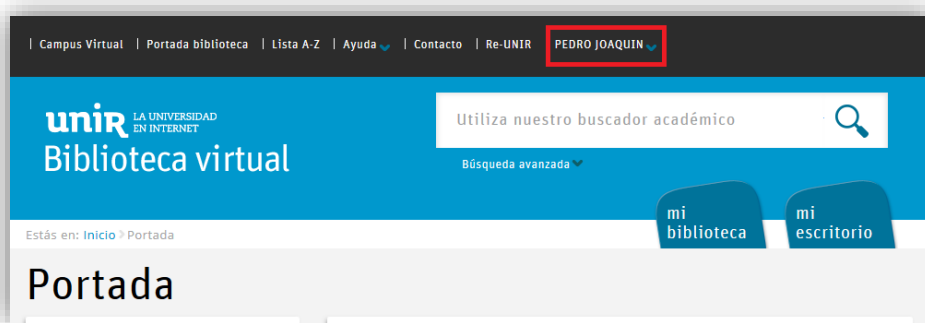 | Campus Virtual | Portada biblioteca | Lista A-Z | Ayuda | Contacto | Re-UNIR PEDRO JOAQUIN
unir LA UNIVERSIDAD
EN INTERNET
Biblioteca virtual
Utiliza nuestro buscador académico
Búsqueda avanzada
mi
biblioteca
mi
escritorio
Estás en: Inicio > Portada
Portada